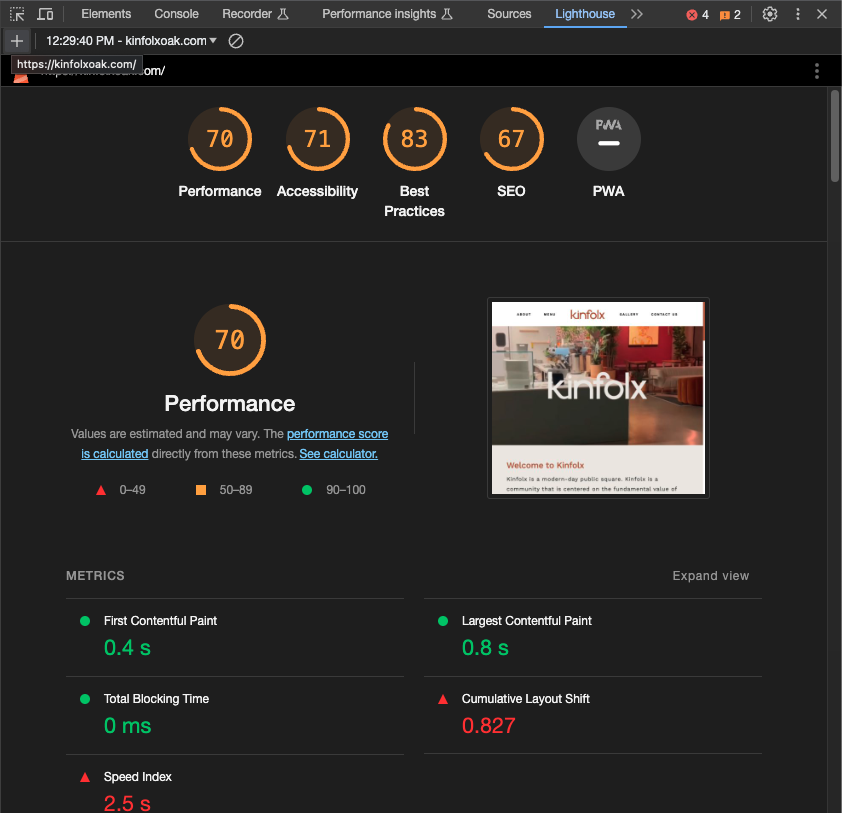 Elements Console Recorder Performance insights Sources Lighthouse 4 2
12:29:40 PM - kinfolxoak.com
https://kinfolxoak.com/
70 71 83 67 PWA
Performance Accessibility Best Practices SEO PWA
70
Performance
Values are estimated and may vary. The performance score
is calculated directly from these metrics. See calculator.
0–49 50–89 90–100
ABOUT MENU kinfolx GALLERY CONTACT US
kinfolx
Welcome to Kinfolx
Kinfolx is a modern-day public square. Kinfolx is a
community that is centered on the fundamental value of
METRICS Expand view
First Contentful Paint
0.4 s
Largest Contentful Paint
0.8 s
Total Blocking Time
0 ms
Cumulative Layout Shift
0.827
Speed Index
2.5 s